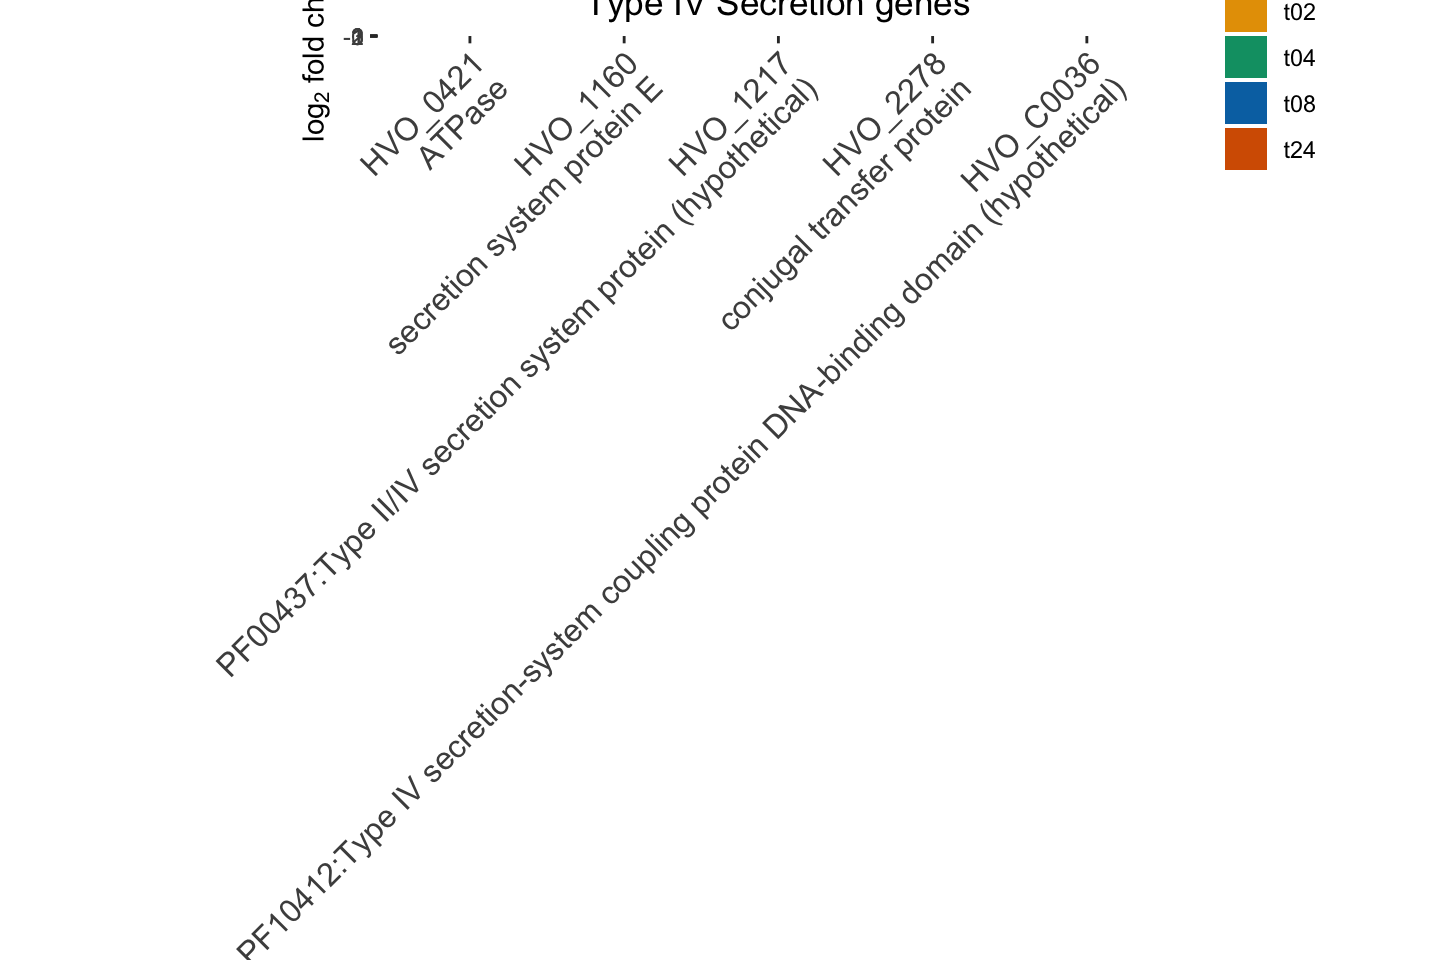 Type IV Secretion genes
log2 fold ch
t02
t04
t08
t24
HVO_0421
ATPase
HVO_1160
secretion system protein E
HVO_1217
PF00437:Type II/IV secretion system protein (hypothetical)
HVO_2278
conjugal transfer protein
HVO_C0036
PF10412:Type IV secretion-system coupling protein DNA-binding domain (hypothetical)